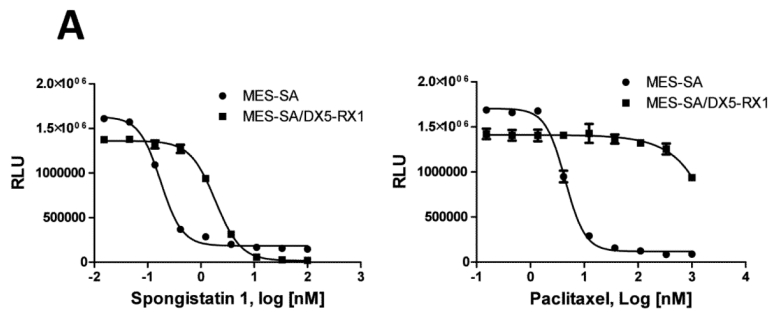 A
2.0×10⁰⁶
1.5×10⁰⁶
1000000
500000
0
RLU
-2 -1 0 1 2 3
Spongistatin 1, log [nM]
MES-SA
MES-SA/DX5-RX1
2.0×10⁰⁶
1.5×10⁰⁶
1000000
500000
0
RLU
-1 0 1 2 3 4
Paclitaxel, Log [nM]
MES-SA
MES-SA/DX5-RX1